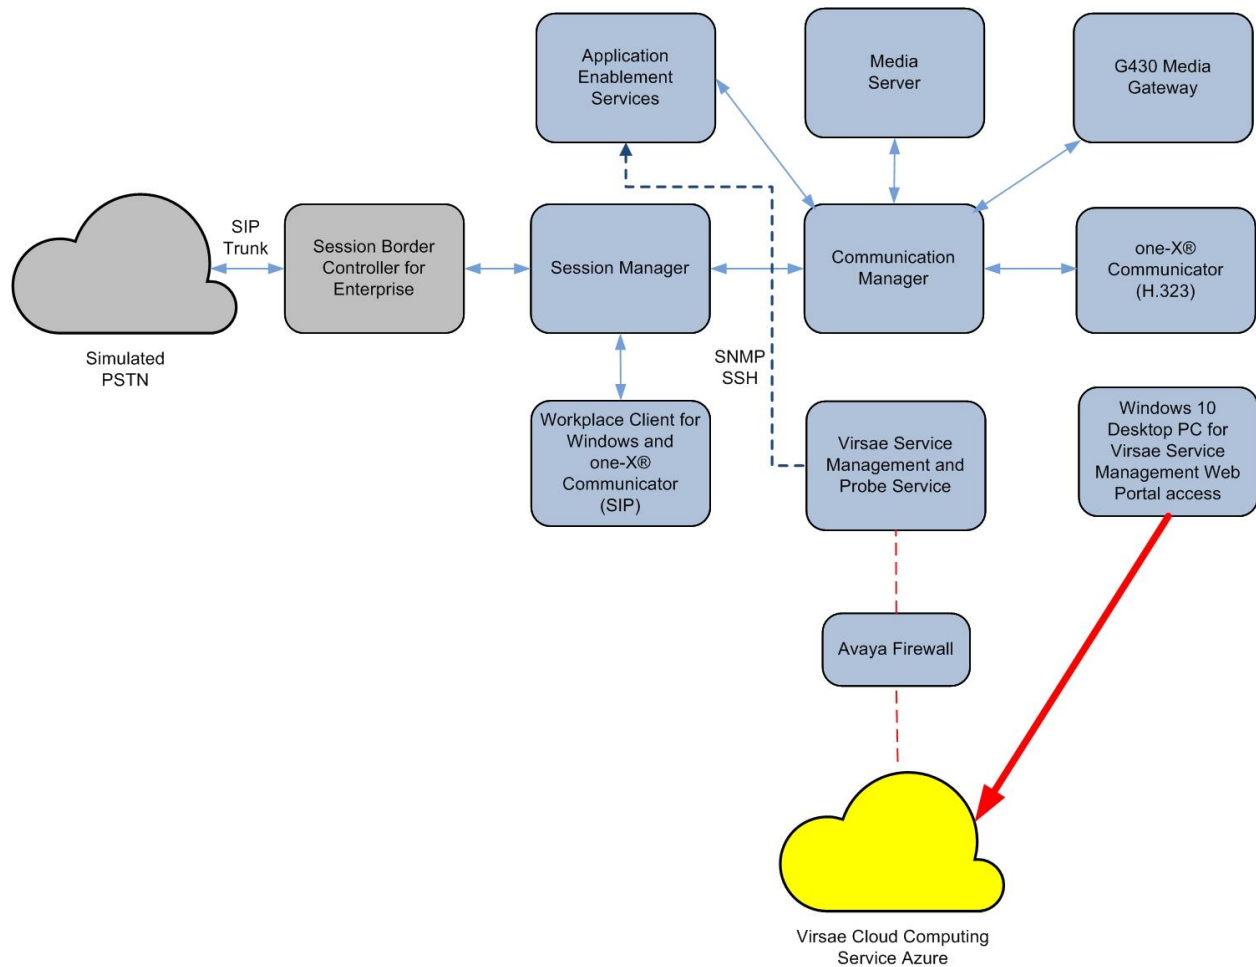 Application
Enablement
Services
Media
Server
G430 Media
Gateway
SIP
Trunk
Session Border
Controller for
Enterprise
Session Manager
Communication
Manager
one-X®
Communicator
(H.323)
Simulated
PSTN
SNMP
SSH
Workplace Client for
Windows and
one-X®
Communicator
(SIP)
Virsae Service
Management and
Probe Service
Windows 10
Desktop PC for
Virsae Service
Management Web
Portal access
Avaya Firewall
Virsae Cloud Computing
Service Azure